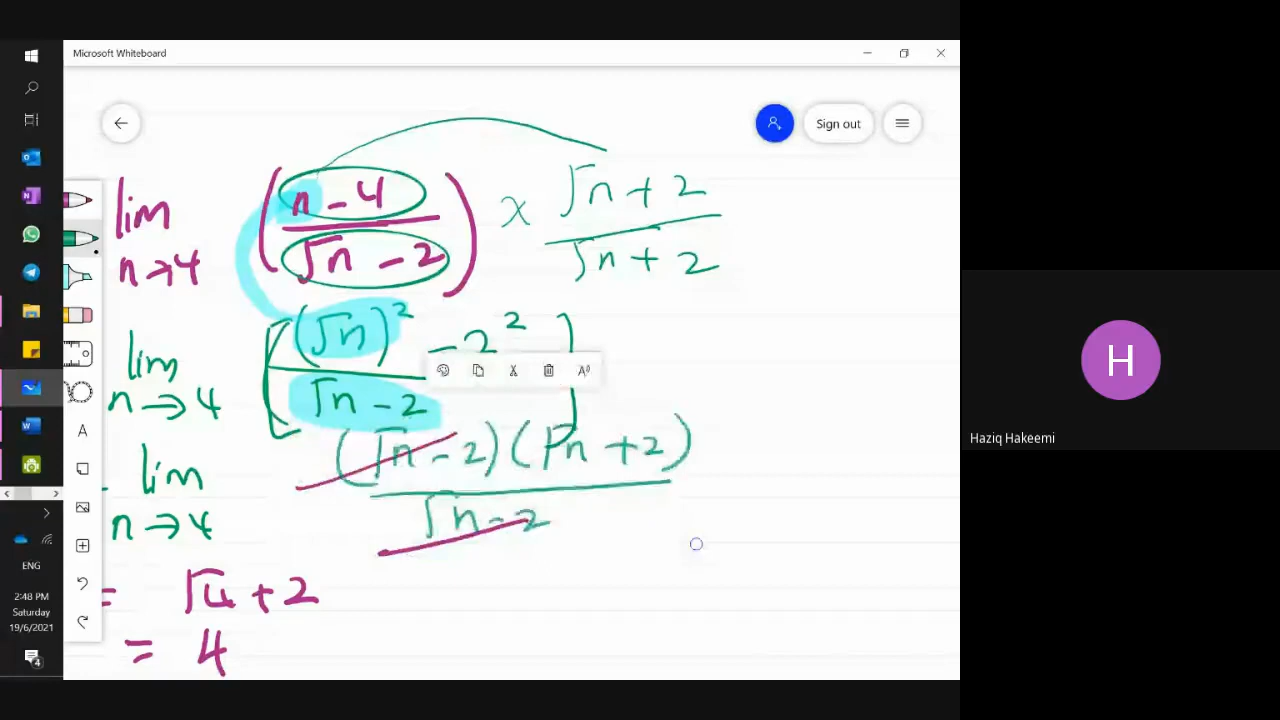 Microsoft Whiteboard
Sign out
lim n→4 (n - 4 / √n - 2) × √n + 2 / √n + 2
lim n→4 [(√n)² - 2² / √n - 2]
lim n→4 (√n - 2)(√n + 2) / √n - 2
= √4 + 2
= 4
Haziq Hakeemi
H
ENG
2:48 PM
Saturday
19/6/2021
4
A